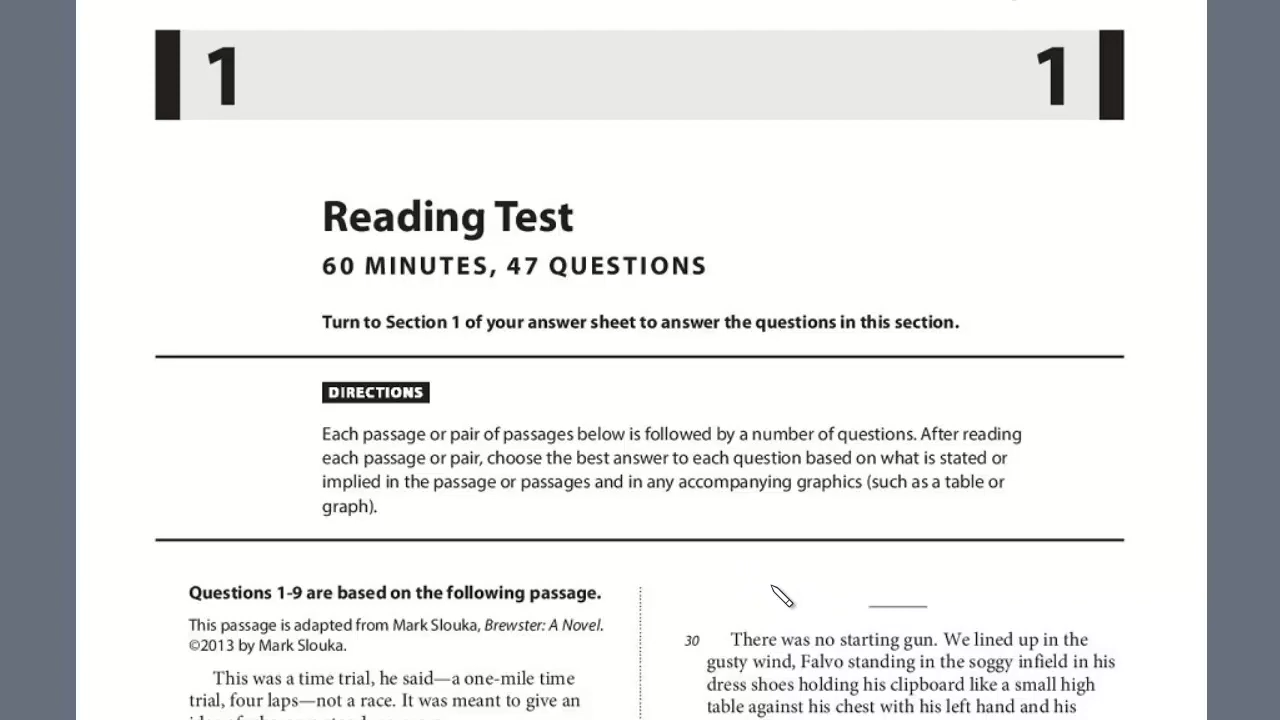 1 1
Reading Test
60 MINUTES, 47 QUESTIONS
Turn to Section 1 of your answer sheet to answer the questions in this section.
DIRECTIONS
Each passage or pair of passages below is followed by a number of questions. After reading
each passage or pair, choose the best answer to each question based on what is stated or
implied in the passage or passages and in any accompanying graphics (such as a table or
graph).
Questions 1-9 are based on the following passage.
This passage is adapted from Mark Slouka, Brewster: A Novel.
©2013 by Mark Slouka.
This was a time trial, he said—a one-mile time
trial, four laps—not a race. It was meant to give an
30 There was no starting gun. We lined up in the
gusty wind, Falvo standing in the soggy infield in his
dress shoes holding his clipboard like a small high
table against his chest with his left hand and his